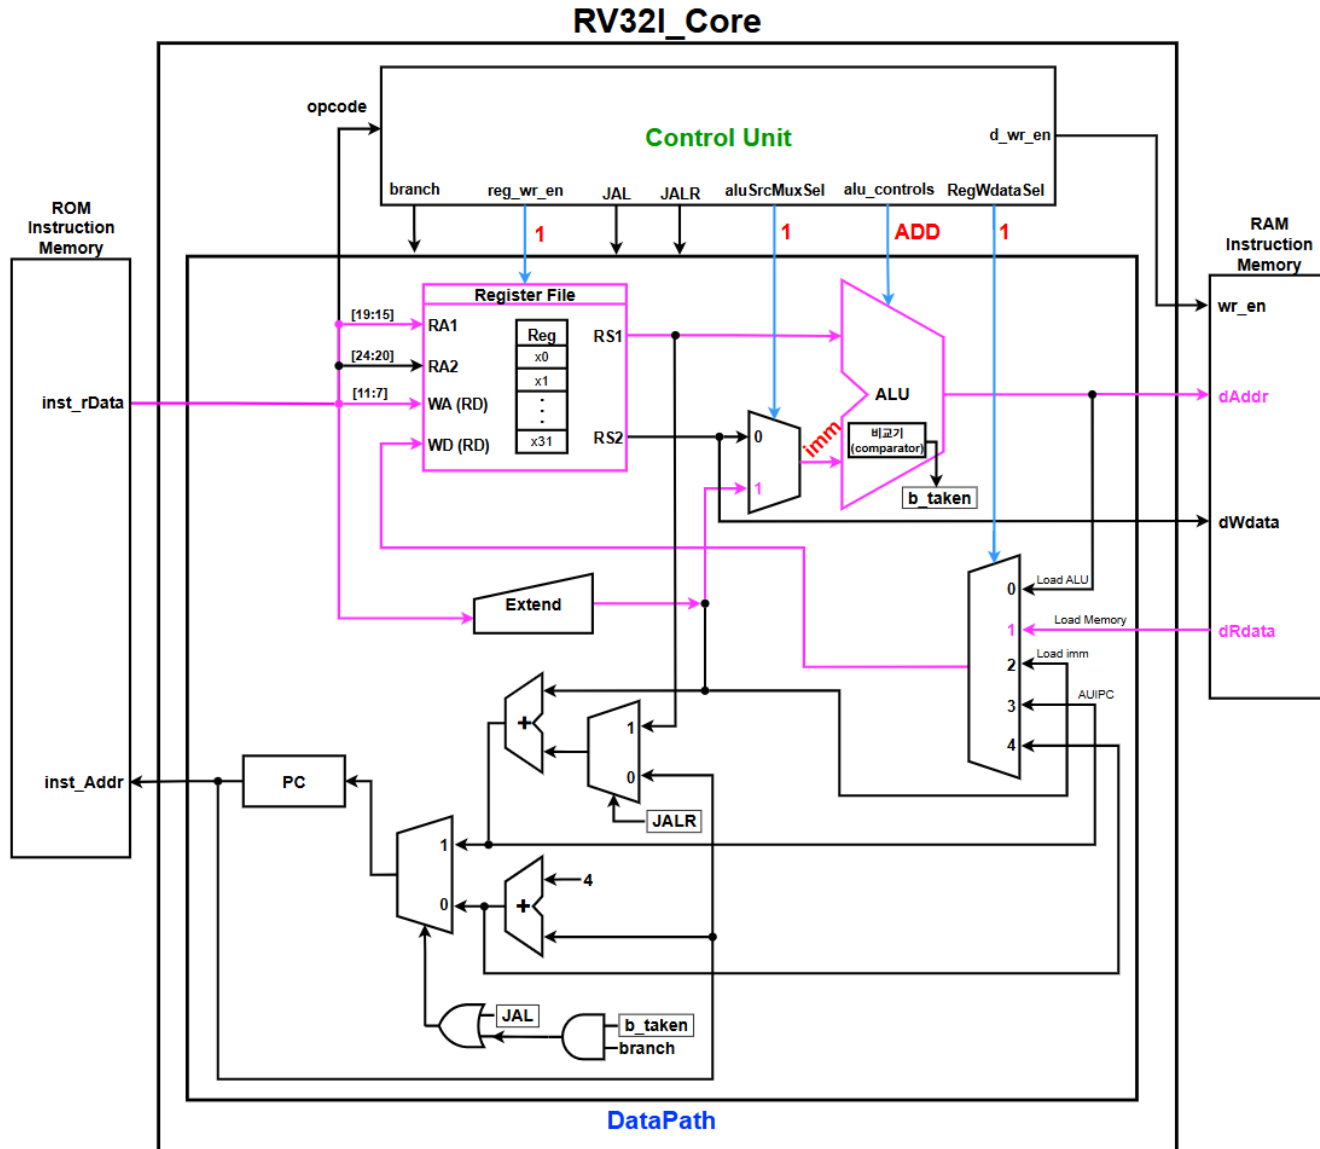 RV32I_Core
opcode
Control Unit
d_wr_en
branch
reg_wr_en
JAL
JALR
aluSrcMuxSel
alu_controls
RegWdataSel
ROM
Instruction
Memory
RAM
Instruction
Memory
1
1
ADD
1
Register File
[19:15]
RA1
Reg
RS1
x0
[24:20]
RA2
x1
[11:7]
WA (RD)
WD (RD)
x31
RS2
inst_rData
0
1
imm
ALU
비교기
(comparator)
b_taken
wr_en
dAddr
dWdata
dRdata
Extend
0
Load ALU
1
Load Memory
2
Load imm
3
AUIPC
4
+
1
0
JALR
inst_Addr
PC
1
0
+
4
JAL
b_taken
branch
DataPath